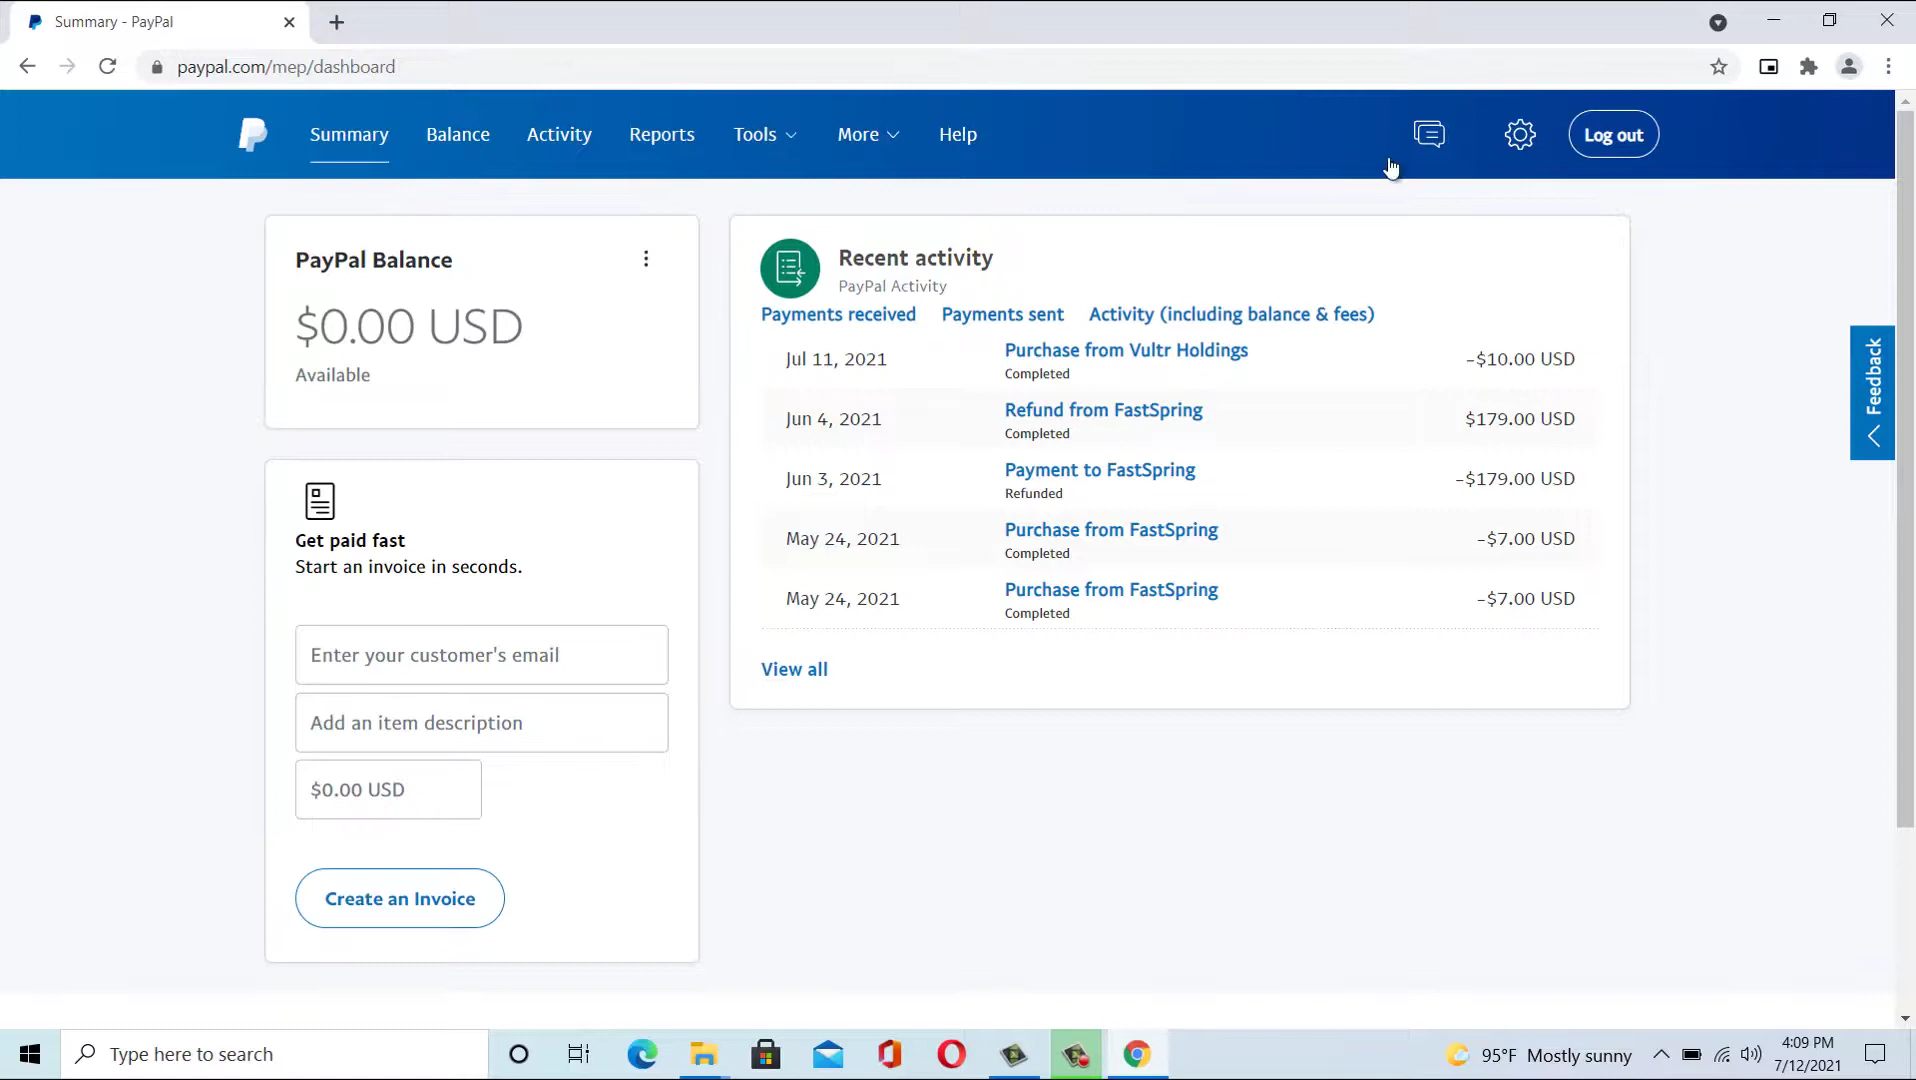 Summary - PayPal
paypal.com/mep/dashboard
Summary Balance Activity Reports Tools More Help Log out
PayPal Balance
$0.00 USD
Available
Get paid fast
Start an invoice in seconds.
Enter your customer's email
Add an item description
$0.00 USD
Create an Invoice
Recent activity
PayPal Activity
Payments received Payments sent Activity (including balance & fees)
Jul 11, 2021 Purchase from Vultr Holdings -$10.00 USD
Completed
Jun 4, 2021 Refund from FastSpring $179.00 USD
Completed
Jun 3, 2021 Payment to FastSpring -$179.00 USD
Refunded
May 24, 2021 Purchase from FastSpring -$7.00 USD
Completed
May 24, 2021 Purchase from FastSpring -$7.00 USD
Completed
View all
Feedback
Type here to search
95°F Mostly sunny
4:09 PM
7/12/2021